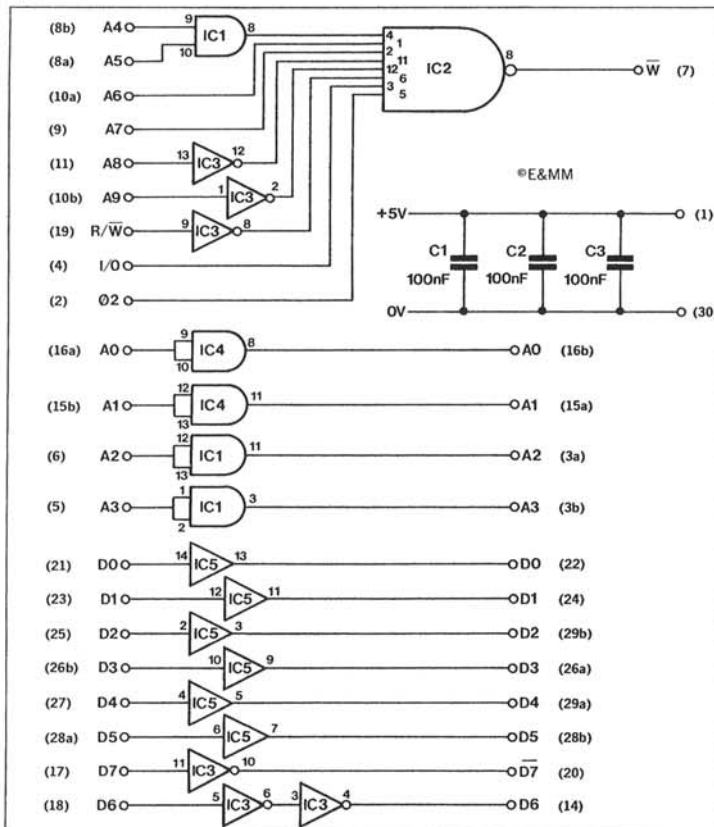 (8b) A4 9 IC1 8 4 8 W̅ (7)
10 1
(8a) A5 2 IC2
11
(10a) A6 12
6
(9) A7 3
5
(11) A8 13 IC3 12
©E&MM
(10b) A9 1 IC3 2
+5V (1)
(19) R/W̅ 9 IC3 8
C1 C2 C3
(4) I/O 100nF 100nF 100nF
(2) Ø2
0V (30
(16a) A0 9 IC4 8 A0 (16b)
10
(15b) A1 12 IC4 11 A1 (15a)
13
(6) A2 12 IC1 11 A2 (3a)
13
(5) A3 1 IC1 3 A3 (3b)
2
(21) D0 14 IC5 13 D0 (22)
(23) D1 12 IC5 11 D1 (24)
(25) D2 2 IC5 3 D2 (29b)
(26b) D3 10 IC5 9 D3 (26a)
(27) D4 4 IC5 5 D4 (29a)
(28a) D5 6 IC5 7 D5 (28b)
(17) D7 11 IC3 10 D̅7̅ (20)
(18) D6 5 IC3 6 3 IC3 4 D6 (14)